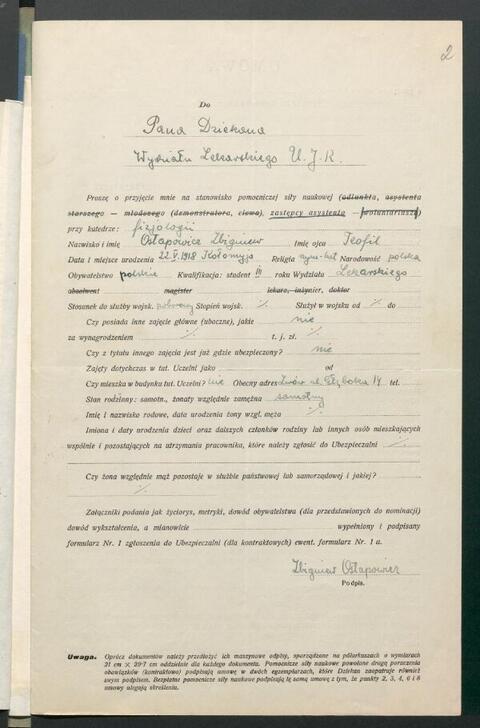 2
Do
Pana Dziekana
Wydziału Lekarskiego U.J.K.
Proszę o przyjęcie mnie na stanowisko pomocniczej siły naukowej (adiunkta, asystenta
starszego — młodszego (demonstratora, elewa), zastępcy asystenta — (woluntariusza)
przy katedrze: fizjologii
Nazwisko i imię Ostapowicz Zbigniew Imię ojca Teofil
Data i miejsce urodzenia 22.V.1918 Kołomyja Religia rzym-kat Narodowość polska
Obywatelstwo polskie Kwalifikacja: student III roku Wydziału Lekarskiego
absolwent magister lekarz, inżynier, doktor
Stosunek do służby wojsk. poborowy Stopień wojsk. ·/. Służył w wojsku od ·/. do
Czy posiada inne zajęcie główne (uboczne), jakie nie
za wynagrodzeniem ·/. t. j. zł. ·/.
Czy z tytułu innego zajęcia jest już gdzie ubezpieczony? nie
Zajęty dotychczas w tut. Uczelni jako od
Czy mieszka w budynku tut. Uczelni? nie Obecny adres Lwów ul. Głęboka 14 tel.
Stan rodzinny: samotn., żonaty względnie zamężna samotny
Imię i nazwisko rodowe, data urodzenia żony wzgl. męża ·/.
Imiona i daty urodzenia dzieci oraz dalszych członków rodziny lub innych osób mieszkających
wspólnie i pozostających na utrzymaniu pracownika, które należy zgłosić do Ubezpieczalni ·/.
Czy żona względnie mąż pozostaje w służbie państwowej lub samorządowej i jakiej?
·/.
Załączniki podania jak życiorys, metryki, dowód obywatelstwa (dla przedstawionych do nominacji)
dowód wykształcenia, a mianowicie wypełniony i podpisany
formularz Nr. 1 zgłoszenia do Ubezpieczalni (dla kontraktowych) ewent. formularz Nr. 1 a.
Zbigniew Ostapowicz
Podpis.
Uwaga. Oprócz dokumentów należy przedłożyć ich maszynowe odpisy, sporządzone na półarkuszach o wymiarach
21 cm × 29·7 cm oddzielnie dla każdego dokumentu. Pomocnicze siły naukowe powołane drogą poruczenia
obowiązków (kontraktowo) podpisują umowę w dwóch egzemplarzach, które Dziekan zaopatruje również
swym podpisem. Bezpłatne pomocnicze siły naukowe podpisują tę samą umowę z tym, że punkty 2, 3, 4, 6 i 8
umowy ulegają skreśleniu.